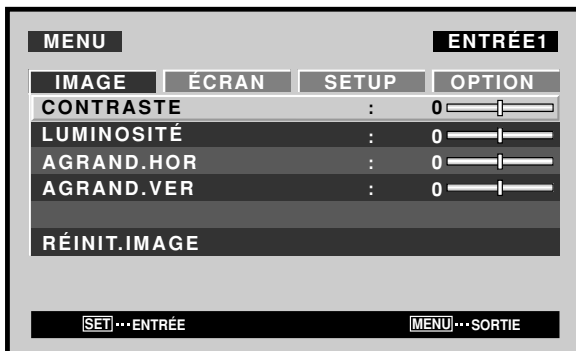 MENU ENTRÉE1
IMAGE ÉCRAN SETUP OPTION
CONTRASTE : 0
LUMINOSITÉ : 0
AGRAND.HOR : 0
AGRAND.VER : 0
RÉINIT.IMAGE
SET ··· ENTRÉE MENU ··· SORTIE